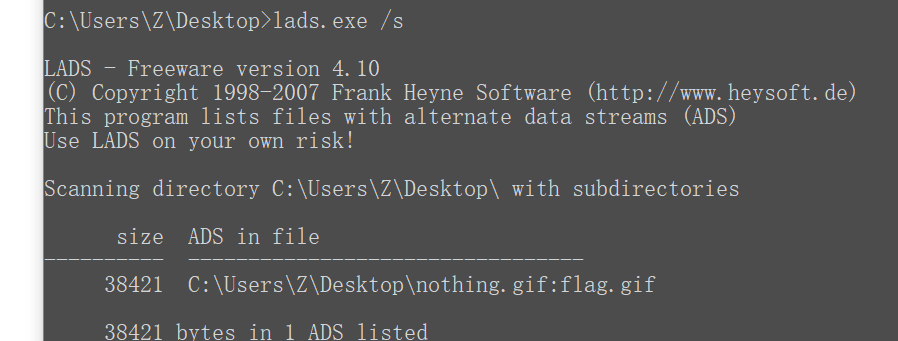 C:\Users\Z\Desktop>lads.exe /s
LADS - Freeware version 4.10
(C) Copyright 1998-2007 Frank Heyne Software (http://www.heysoft.de)
This program lists files with alternate data streams (ADS)
Use LADS on your own risk!
Scanning directory C:\Users\Z\Desktop\ with subdirectories
size  ADS in file
----------  ---------------------------------
38421  C:\Users\Z\Desktop\nothing.gif:flag.gif
38421 bytes in 1 ADS listed